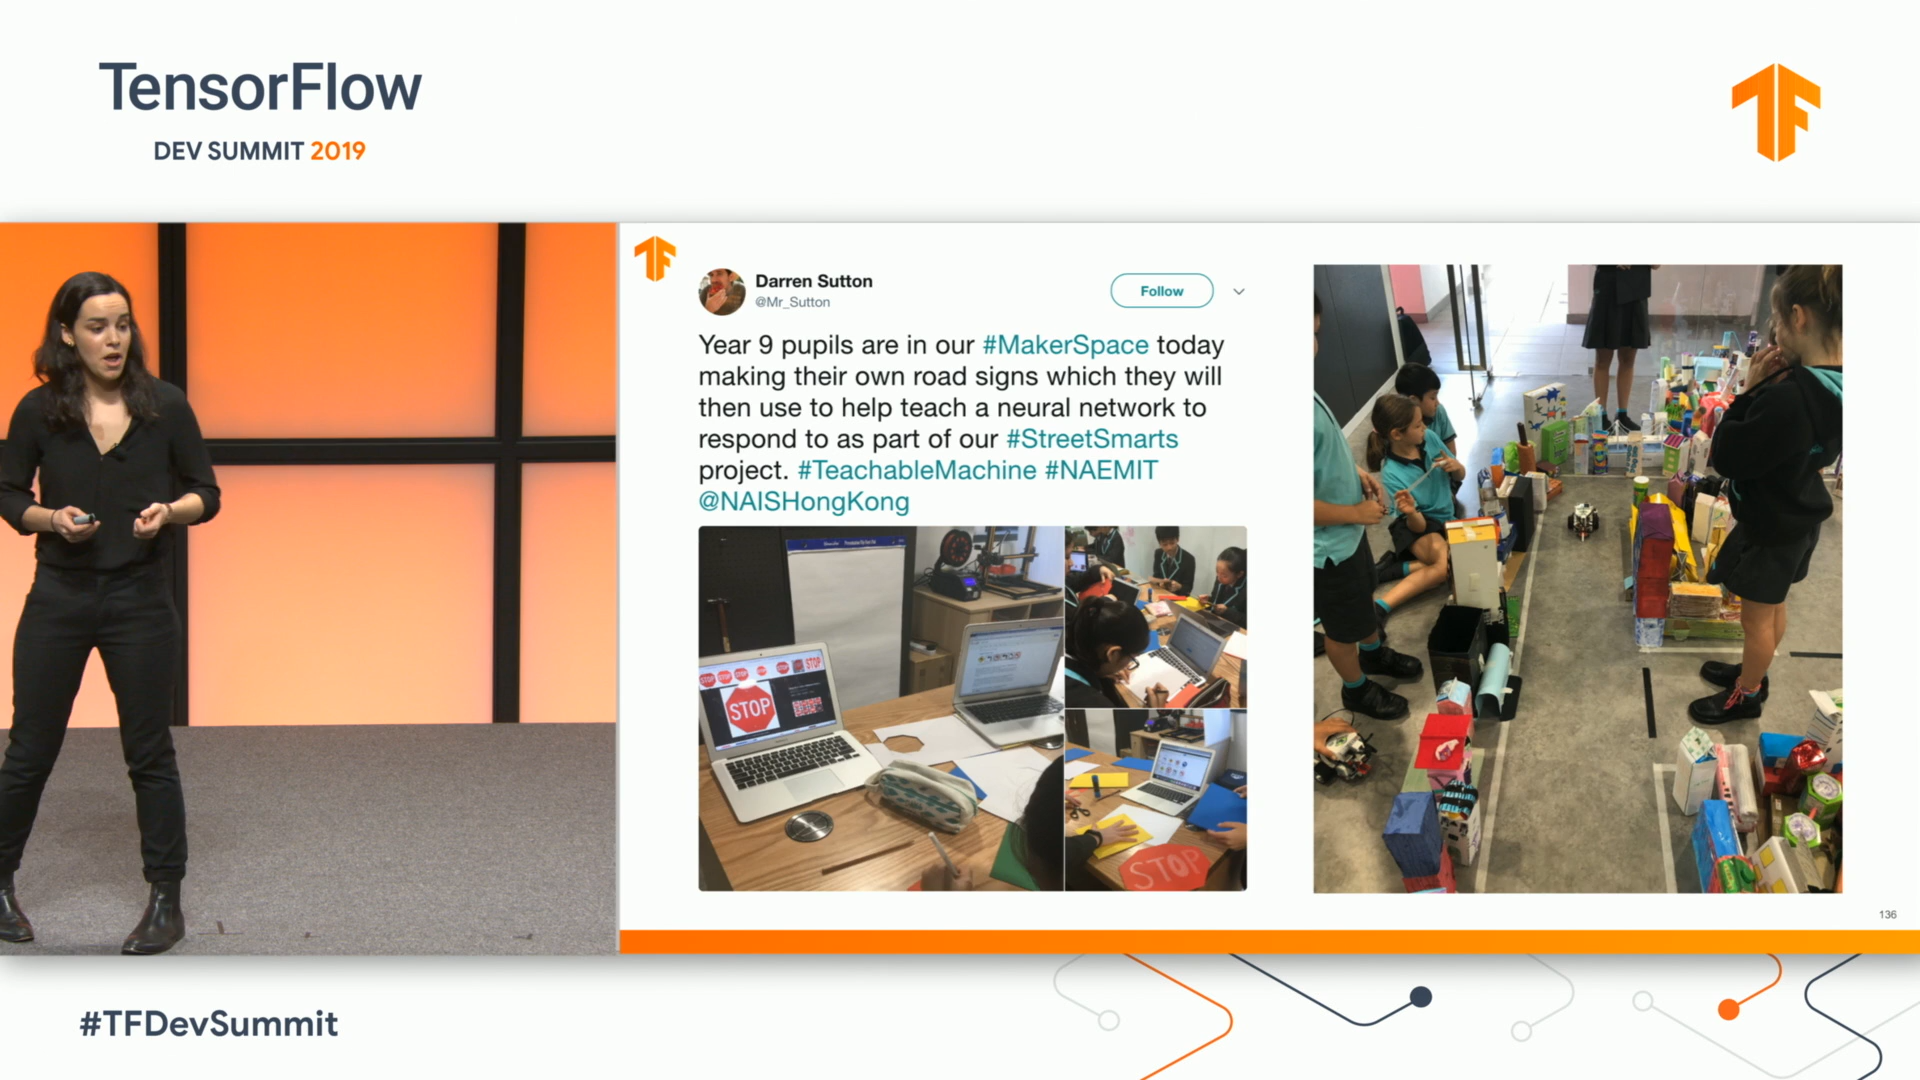 TensorFlow
DEV SUMMIT 2019
Darren Sutton
@Mr_Sutton
Follow
Year 9 pupils are in our #MakerSpace today
making their own road signs which they will
then use to help teach a neural network to
respond to as part of our #StreetSmarts
project. #TeachableMachine #NAEMIT
@NAISHongKong
STOP
STOP
STOP
136
#TFDevSummit